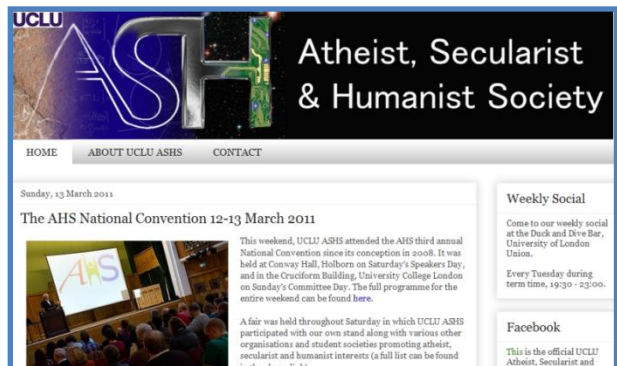 UCLU
ASH
Atheist, Secularist
& Humanist Society
HOME ABOUT UCLU ASHS CONTACT
Sunday, 13 March 2011
The AHS National Convention 12-13 March 2011
AHS
This weekend, UCLU ASHS attended the AHS third annual
National Convention since its conception in 2008. It was
held at Conway Hall, Holborn on Saturday's Speakers Day,
and in the Cruciform Building, University College London
on Sunday's Committee Day. The full programme for the
entire weekend can be found here.
A fair was held throughout Saturday in which UCLU ASHS
participated with our own stand along with various other
organisations and student societies promoting atheist,
secularist and humanist interests (a full list can be found
Weekly Social
Come to our weekly social
at the Duck and Dive Bar,
University of London
Union.
Every Tuesday during
term time, 19:30 - 23:00.
Facebook
This is the official UCLU
Atheist, Secularist and